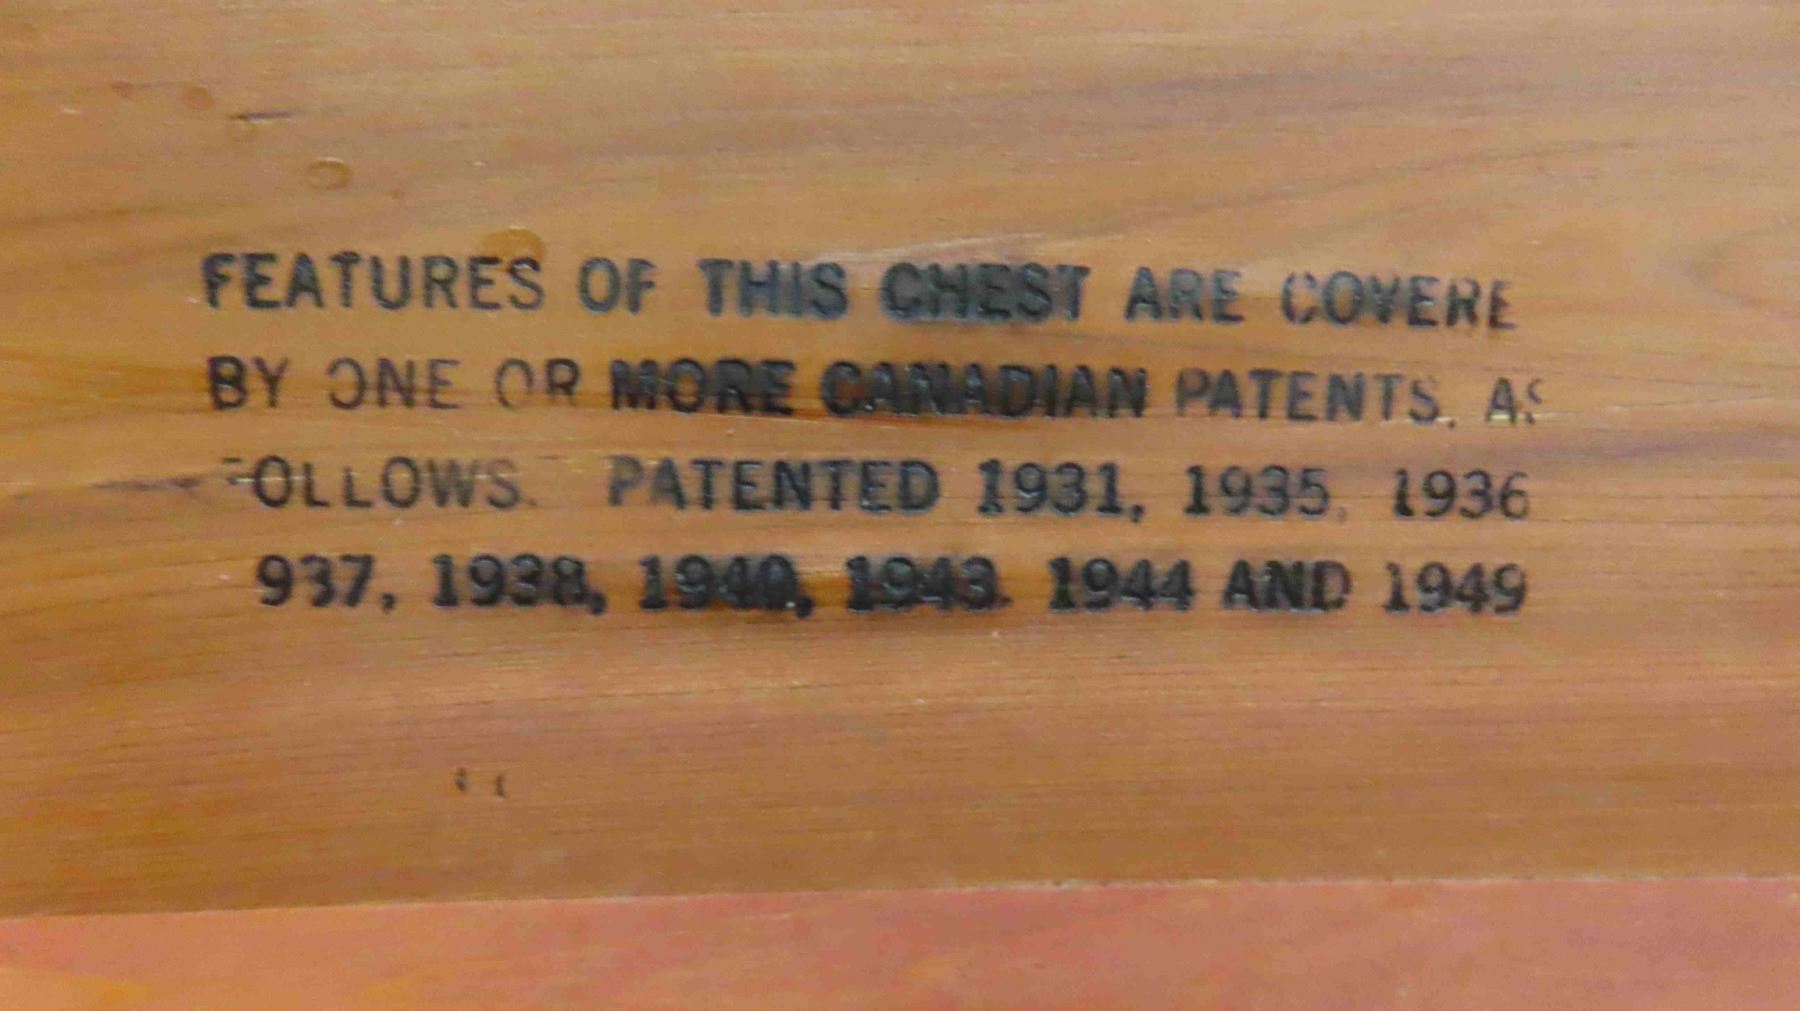 FEATURES OF THIS CHEST ARE COVERE
BY ONE OR MORE CANADIAN PATENTS, AS
FOLLOWS. PATENTED 1931, 1935, 1936
937, 1938, 1940, 1943, 1944 AND 1949